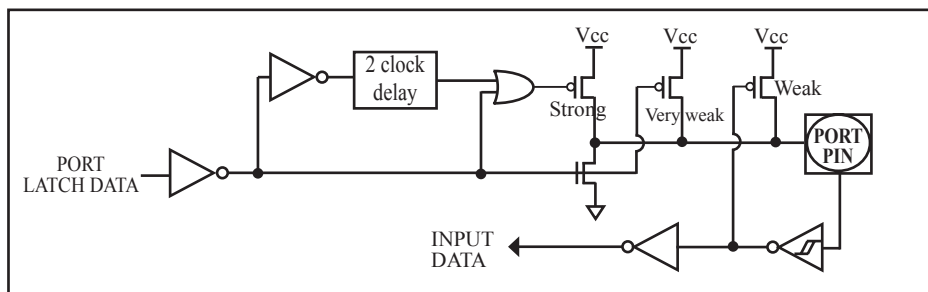 Vcc
Vcc
Vcc
2 clock
delay
Strong
Very weak
Weak
PORT
PIN
PORT
LATCH DATA
INPUT
DATA